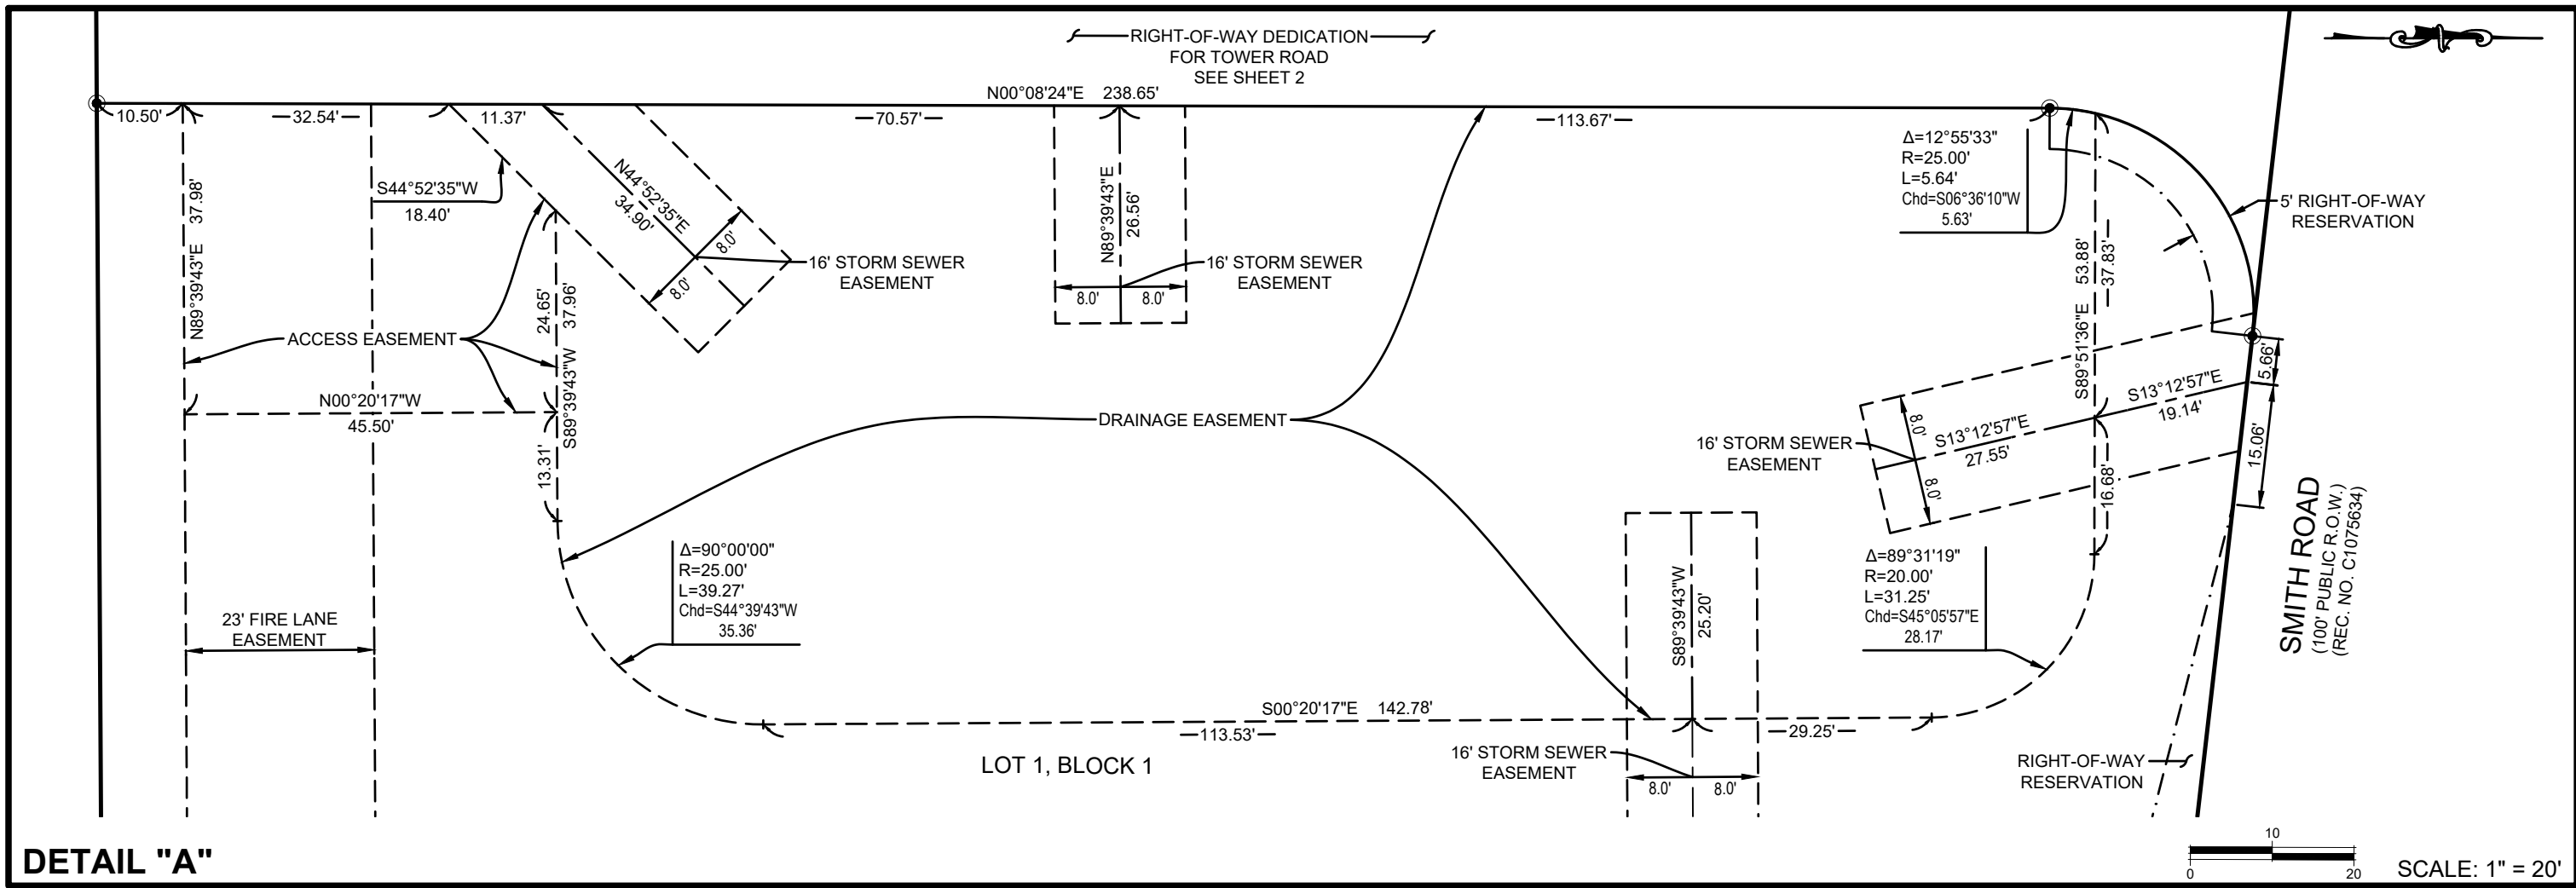 RIGHT-OF-WAY DEDICATION
FOR TOWER ROAD
SEE SHEET 2
N00°08'24"E 238.65'
10.50'
32.54'
11.37'
70.57'
113.67'
Δ=12°55'33"
R=25.00'
L=5.64'
Chd=S06°36'10"W
5.63'
5' RIGHT-OF-WAY
RESERVATION
N89°39'43"E 37.98'
S44°52'35"W
18.40'
N44°52'35"E
34.90'
8.0'
8.0'
16' STORM SEWER
EASEMENT
N89°39'43"E
26.56'
16' STORM SEWER
EASEMENT
8.0'
8.0'
S89°51'36"E 53.88'
37.83'
24.65'
S89°39'43"W 37.96'
ACCESS EASEMENT
N00°20'17"W
45.50'
13.31'
DRAINAGE EASEMENT
16' STORM SEWER
EASEMENT
8.0'
8.0'
S13°12'57"E
27.55'
S13°12'57"E
19.14'
5.66'
15.06'
16.68'
SMITH ROAD
(100' PUBLIC R.O.W.)
(REC. NO. C1075634)
Δ=90°00'00"
R=25.00'
L=39.27'
Chd=S44°39'43"W
35.36'
23' FIRE LANE
EASEMENT
S89°39'43"W
25.20'
Δ=89°31'19"
R=20.00'
L=31.25'
Chd=S45°05'57"E
28.17'
S00°20'17"E 142.78'
113.53'
29.25'
LOT 1, BLOCK 1
16' STORM SEWER
EASEMENT
8.0'
8.0'
RIGHT-OF-WAY
RESERVATION
DETAIL "A"
10
0
20
SCALE: 1" = 20'